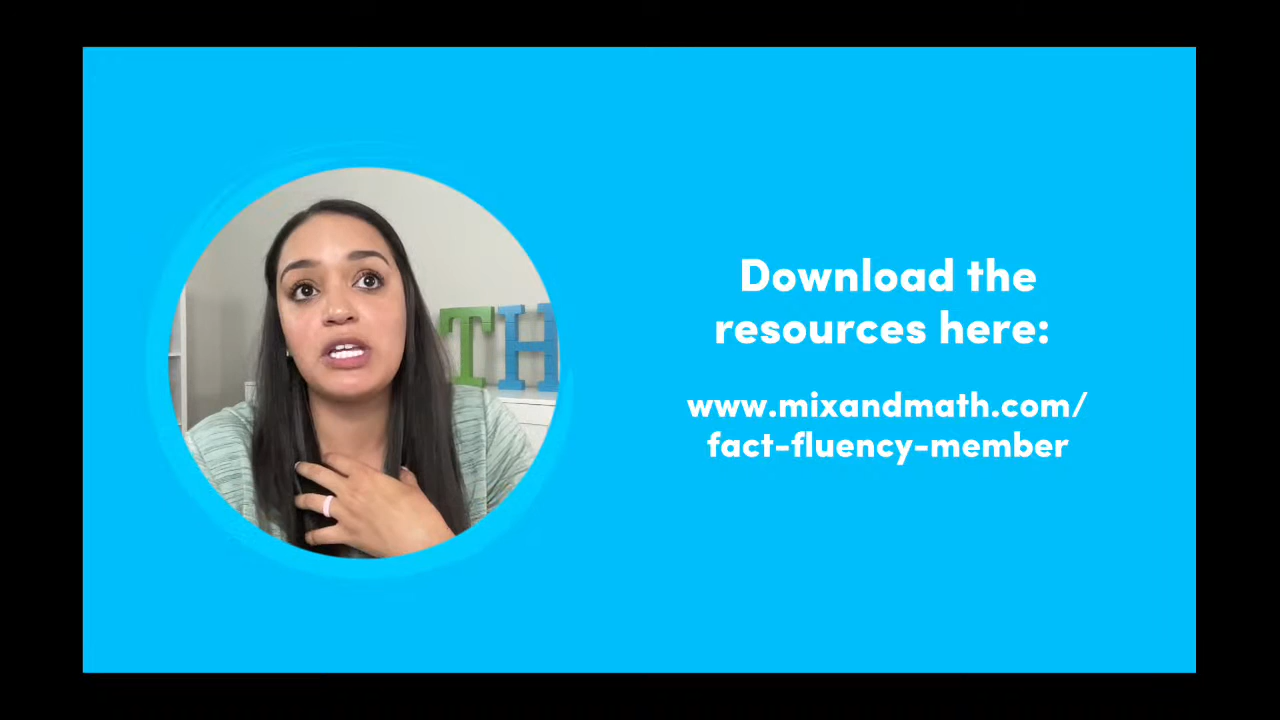 TH
Download the
resources here:
www.mixandmath.com/
fact-fluency-member